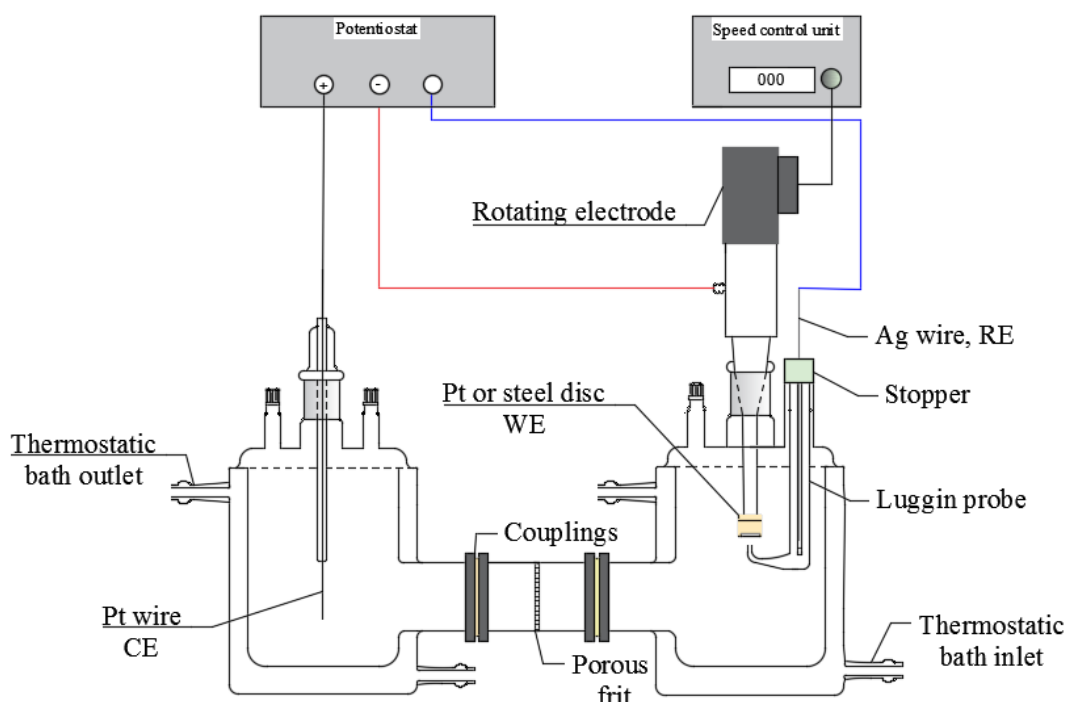 Potentiostat
Speed control unit
+
-
000
Rotating electrode
Ag wire, RE
Pt or steel disc
WE
Stopper
Thermostatic
bath outlet
Luggin probe
Couplings
Pt wire
CE
Thermostatic
bath inlet
Porous
frit